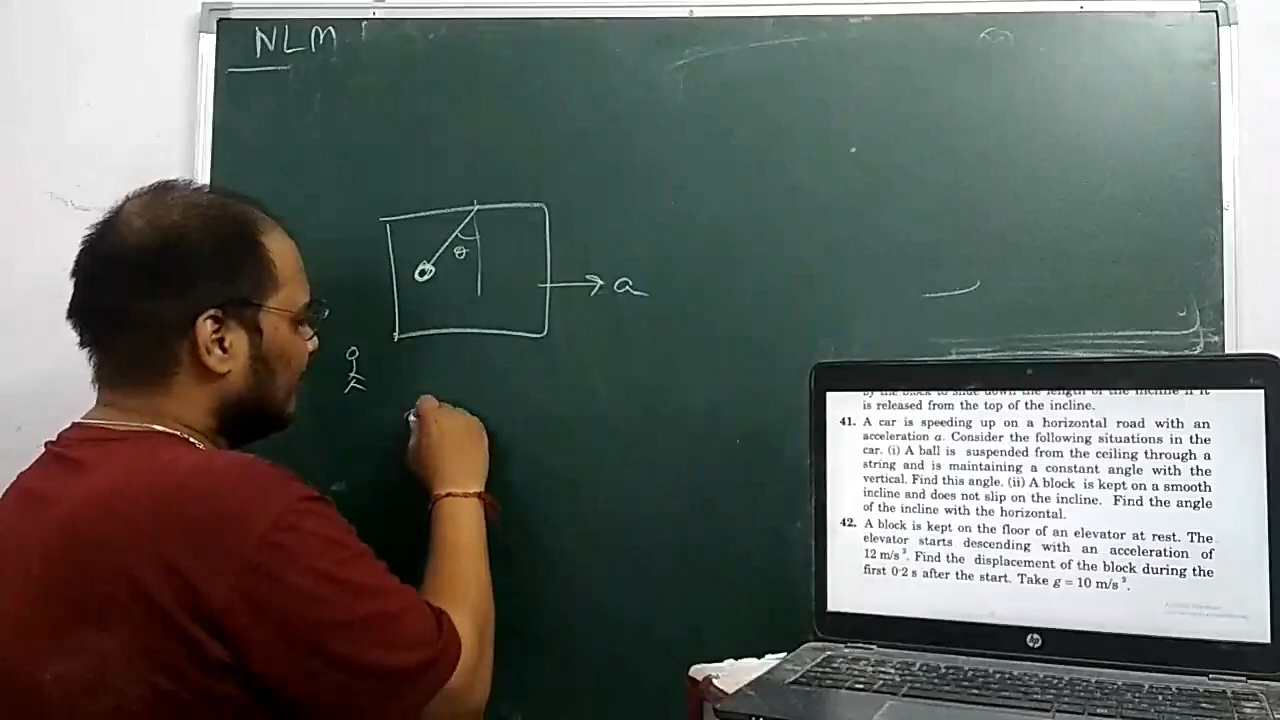 NLM
θ
a
is released from the top of the incline.
41. A car is speeding up on a horizontal road with an
acceleration a. Consider the following situations in the
car. (i) A ball is suspended from the ceiling through a
string and is maintaining a constant angle with the
vertical. Find this angle. (ii) A block is kept on a smooth
incline and does not slip on the incline. Find the angle
of the incline with the horizontal.
42. A block is kept on the floor of an elevator at rest. The
elevator starts descending with an acceleration of
12 m/s². Find the displacement of the block during the
first 0·2 s after the start. Take g = 10 m/s².
hp